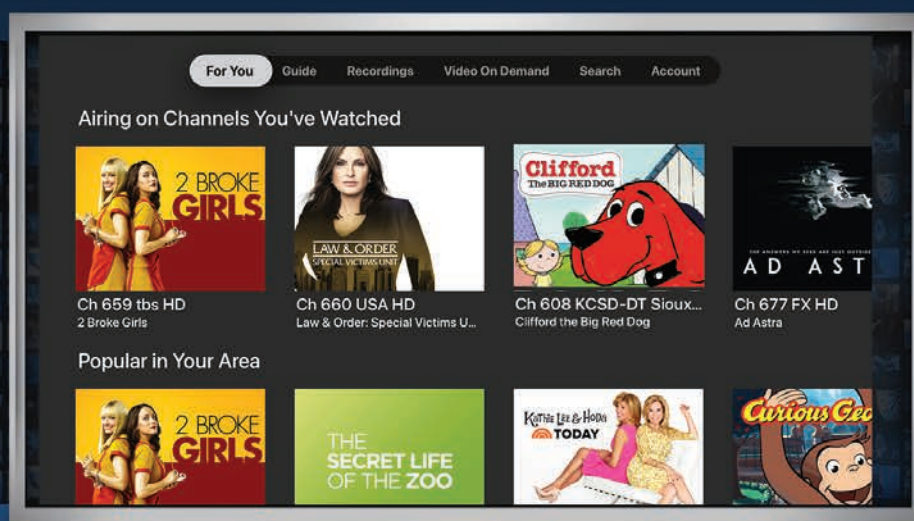 For You Guide Recordings Video On Demand Search Account
Airing on Channels You've Watched
2 BROKE
GIRLS
LAW & ORDER
SPECIAL VICTIMS UNIT
Clifford
THE BIG RED DOG
AD AST
Ch 659 tbs HD
2 Broke Girls
Ch 660 USA HD
Law & Order: Special Victims U...
Ch 608 KCSD-DT Sioux...
Clifford the Big Red Dog
Ch 677 FX HD
Ad Astra
Popular in Your Area
2 BROKE
GIRLS
THE
SECRET LIFE
OF THE ZOO
KATHIE LEE & HODA
TODAY
Curious Geo